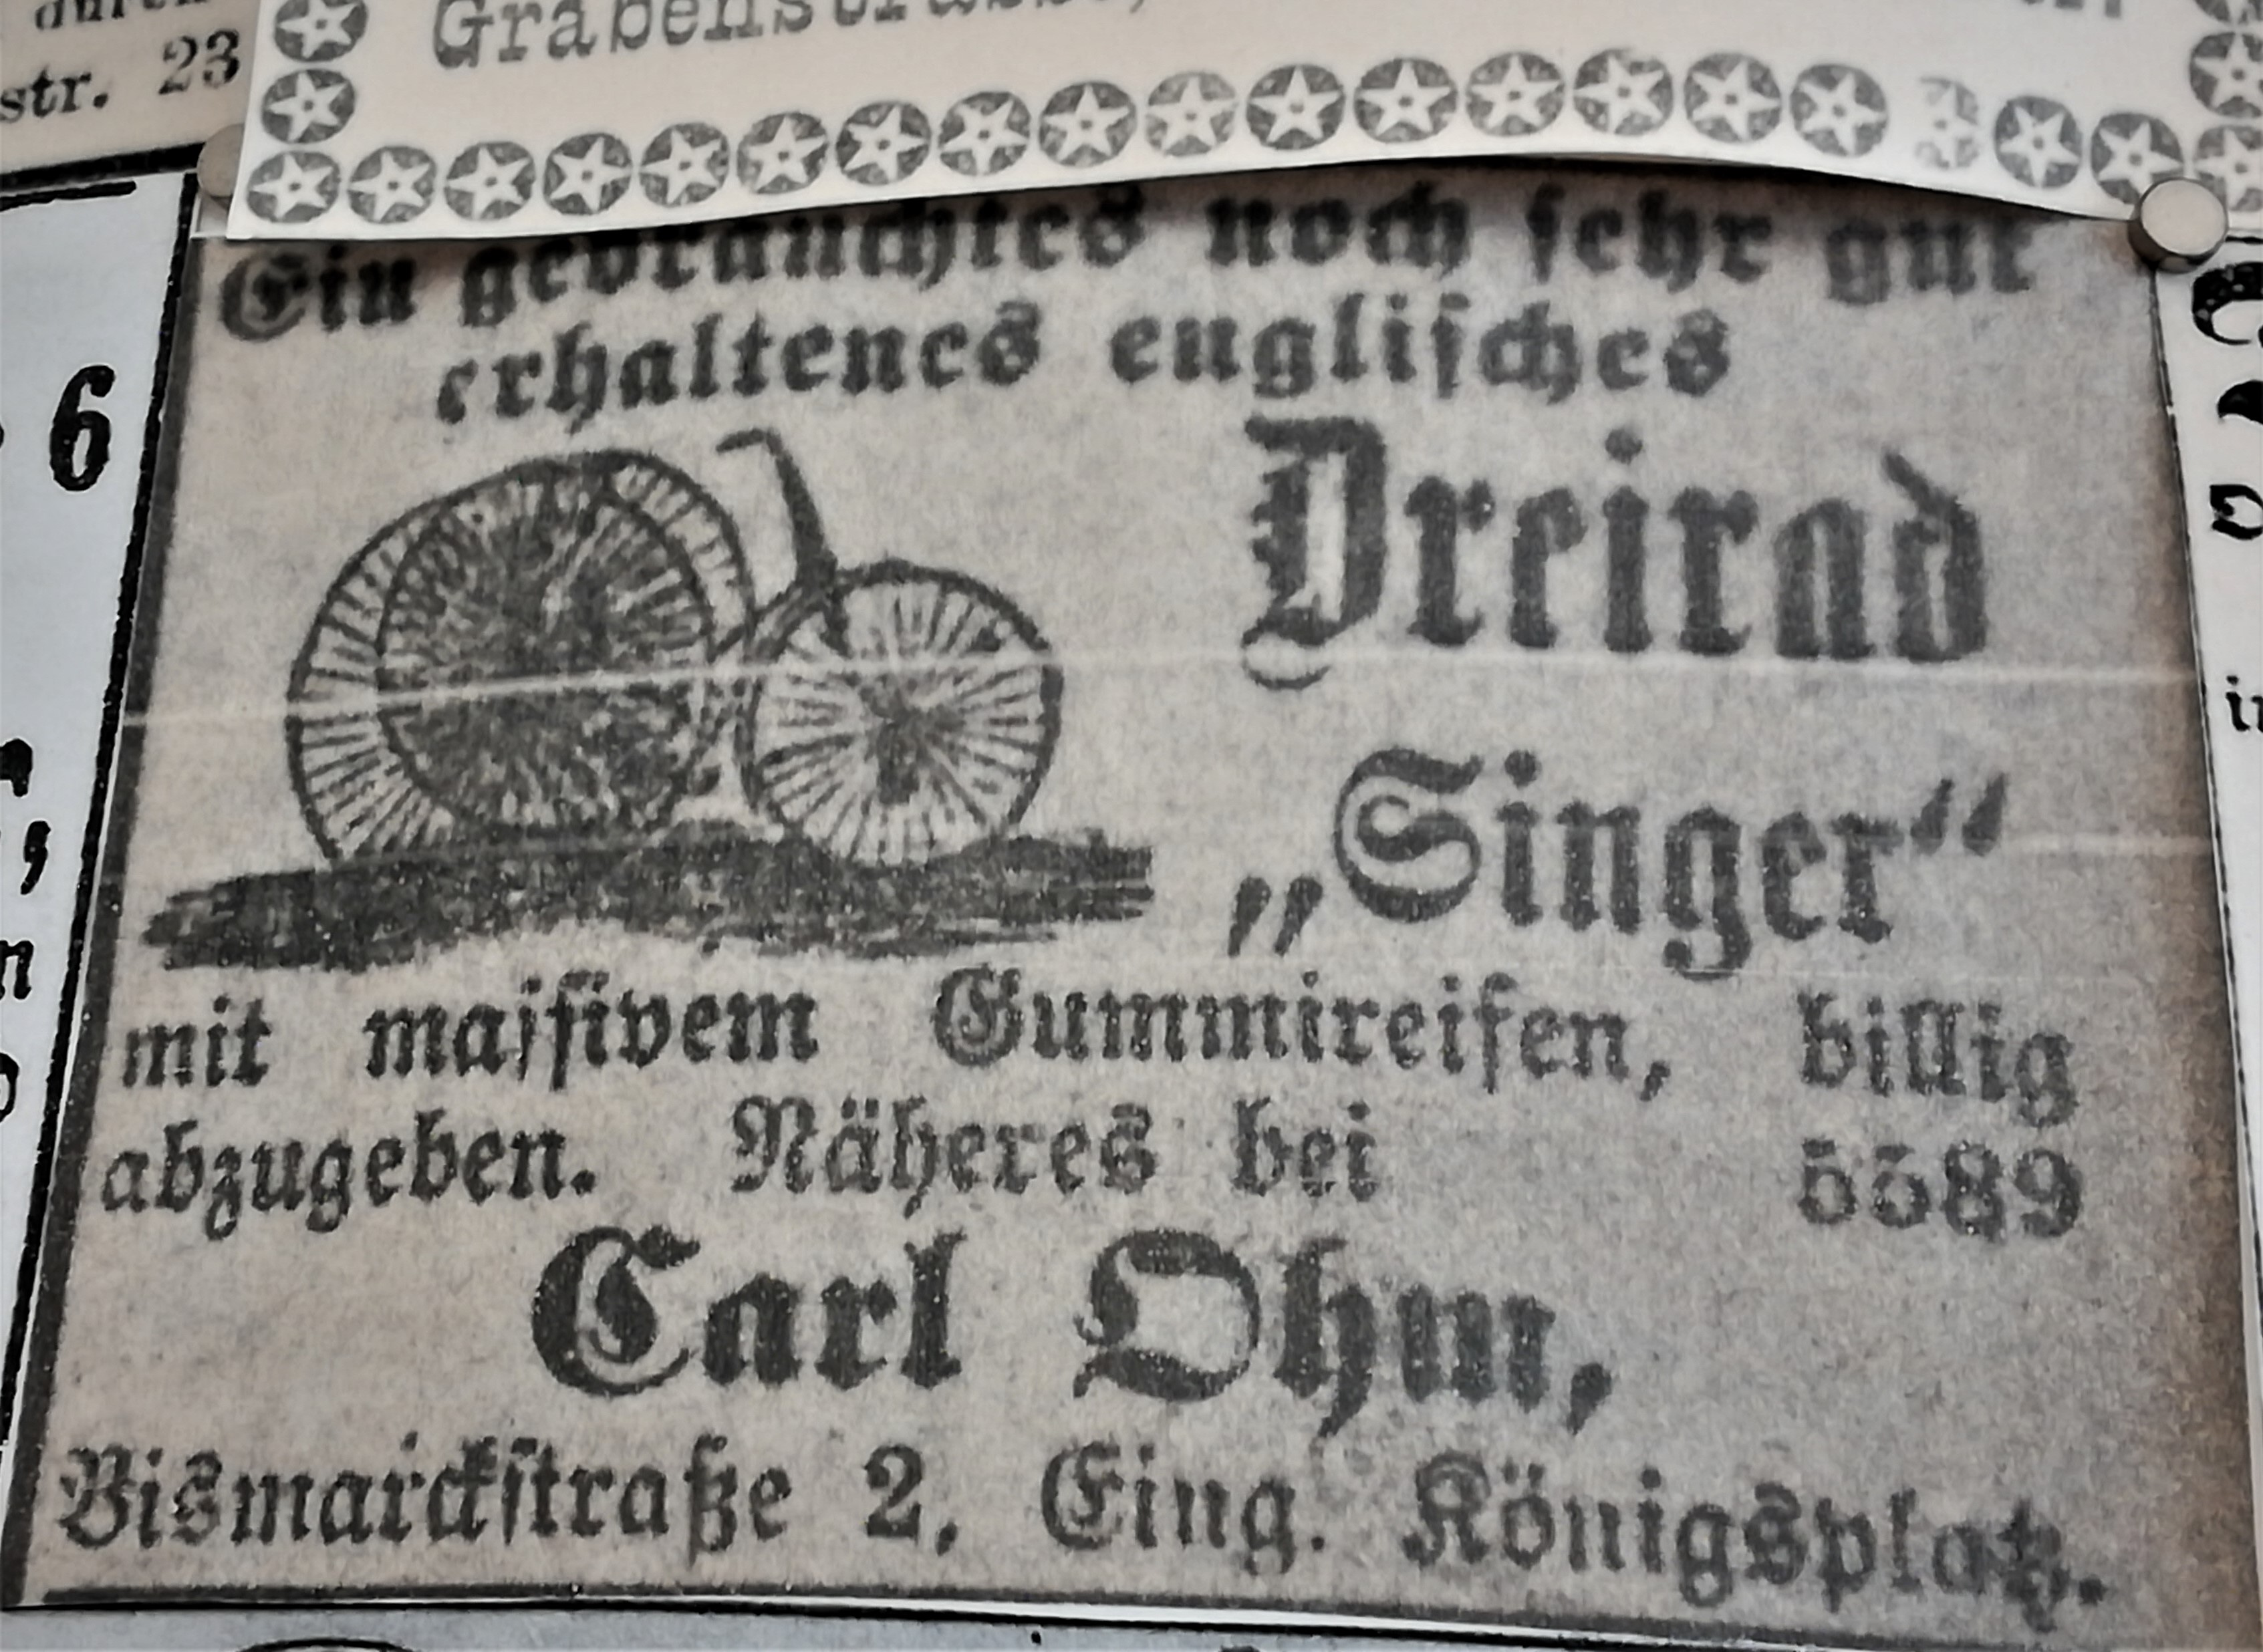 str. 23
Grabenstrasse,
Ein gebrauchtes noch sehr gut
erhaltenes englisches
Dreirad
„Singer“
mit massivem Gummireifen, billig
abzugeben. Näheres bei 5589
Carl Ohm,
Bismarckstraße 2, Eing. Königsplatz.
6